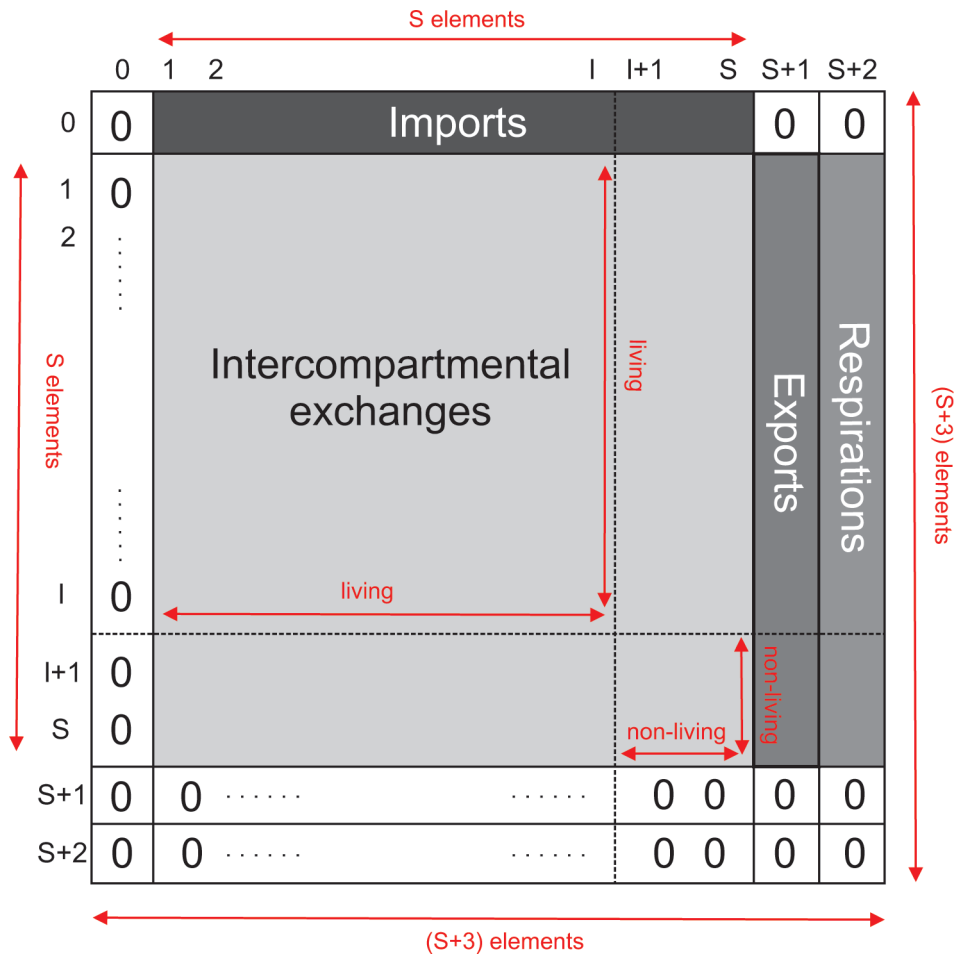 S elements
0 1 2 I I+1 S S+1 S+2
0 0 Imports 0 0
1 0
2 . . . . . .
Intercompartmental
exchanges
S elements
living
Exports
Respirations
(S+3) elements
. . . . . .
I 0 living
I+1 0
non-living
S 0 non-living
S+1 0 0 . . . . . . . . . . . . 0 0 0 0
S+2 0 0 . . . . . . . . . . . . 0 0 0 0
(S+3) elements